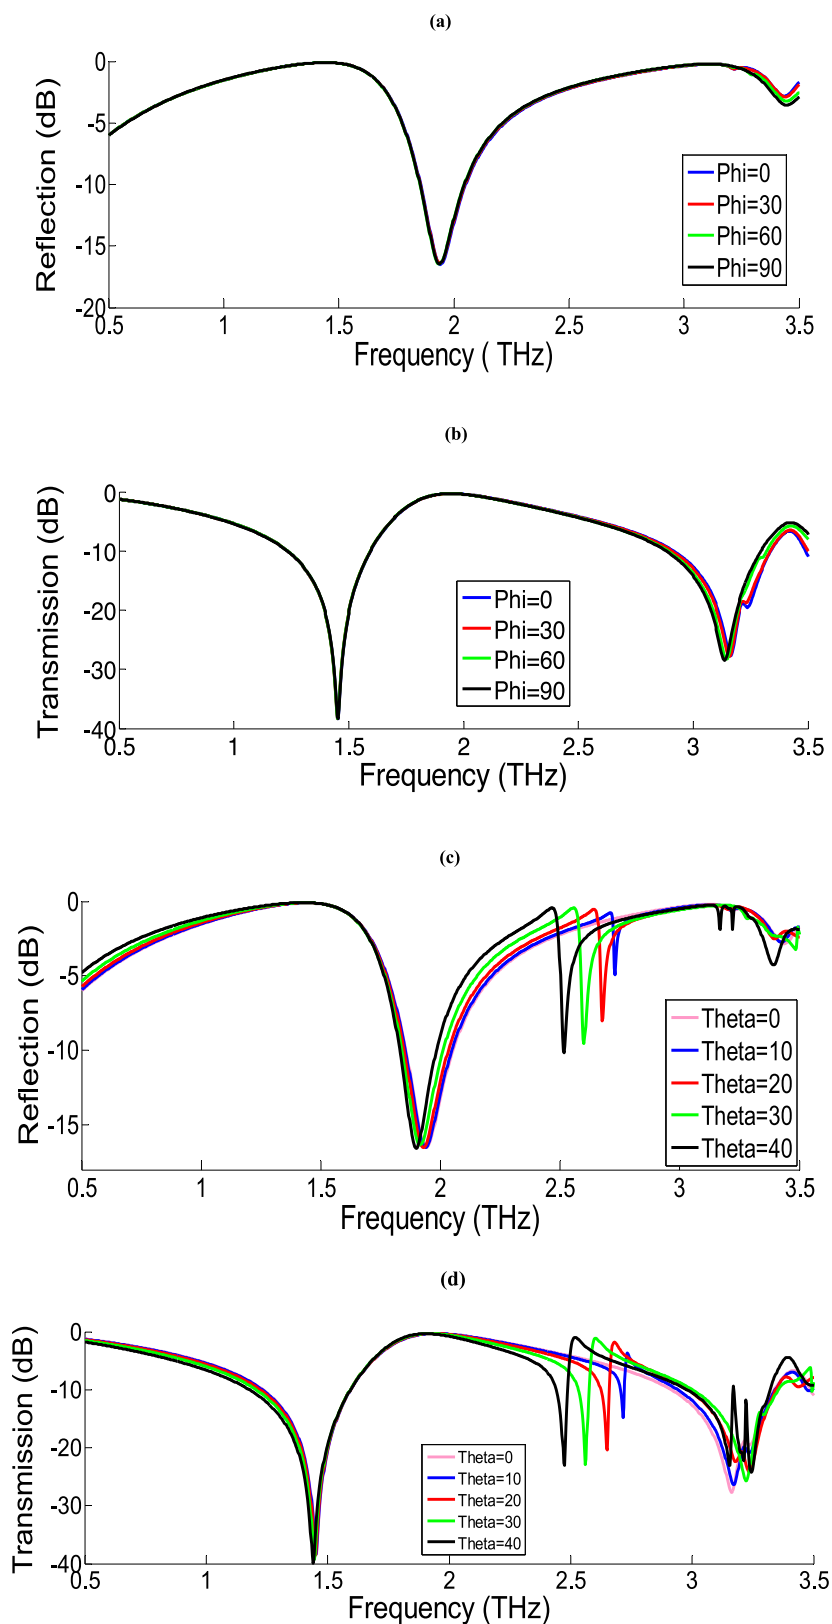 (a)
0
-5
-10
-15
-20
Reflection (dB)
0.5 1 1.5 2 2.5 3 3.5
Frequency ( THz)
Phi=0
Phi=30
Phi=60
Phi=90
(b)
0
-10
-20
-30
-40
Transmission (dB)
0.5 1 1.5 2 2.5 3 3.5
Frequency (THz)
Phi=0
Phi=30
Phi=60
Phi=90
(c)
0
-5
-10
-15
Reflection (dB)
0.5 1 1.5 2 2.5 3 3.5
Frequency (THz)
Theta=0
Theta=10
Theta=20
Theta=30
Theta=40
(d)
0
-10
-20
-30
-40
Transmission (dB)
0.5 1 1.5 2 2.5 3 3.5
Frequency (THz)
Theta=0
Theta=10
Theta=20
Theta=30
Theta=40